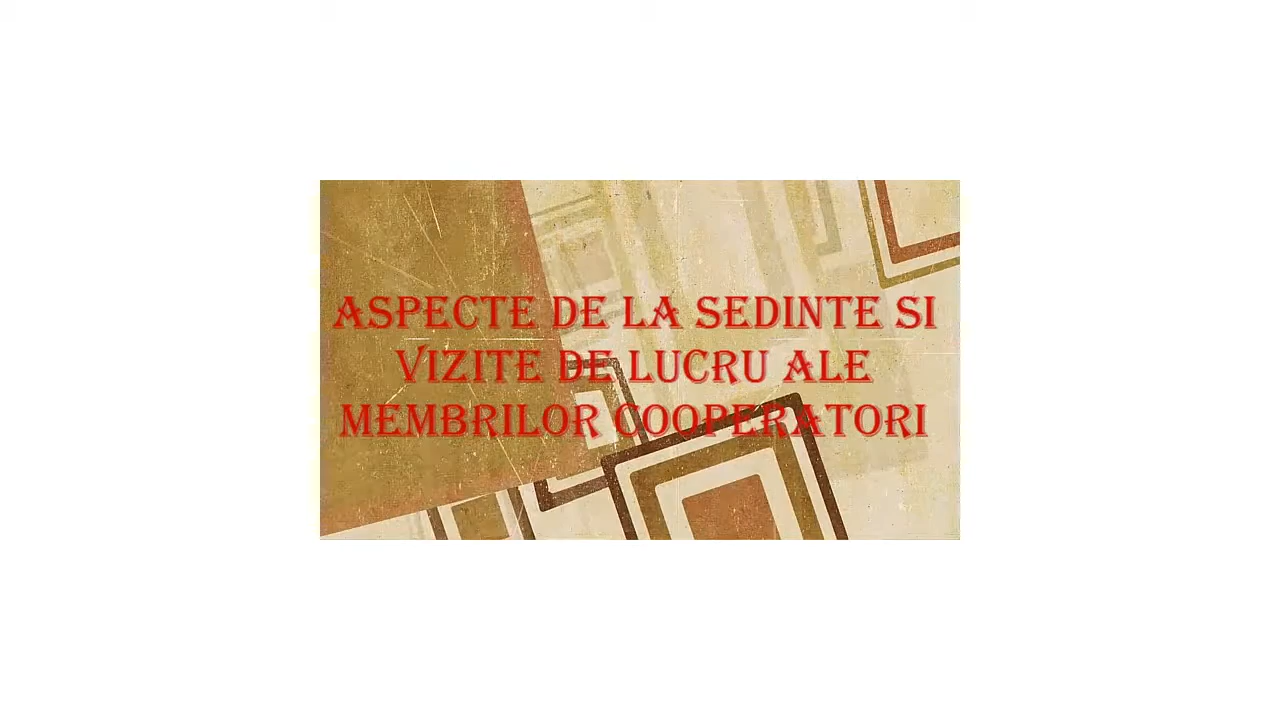 ASPECTE DE LA SEDINTE SI
VIZITE DE LUCRU ALE
MEMBRILOR COOPERATORI